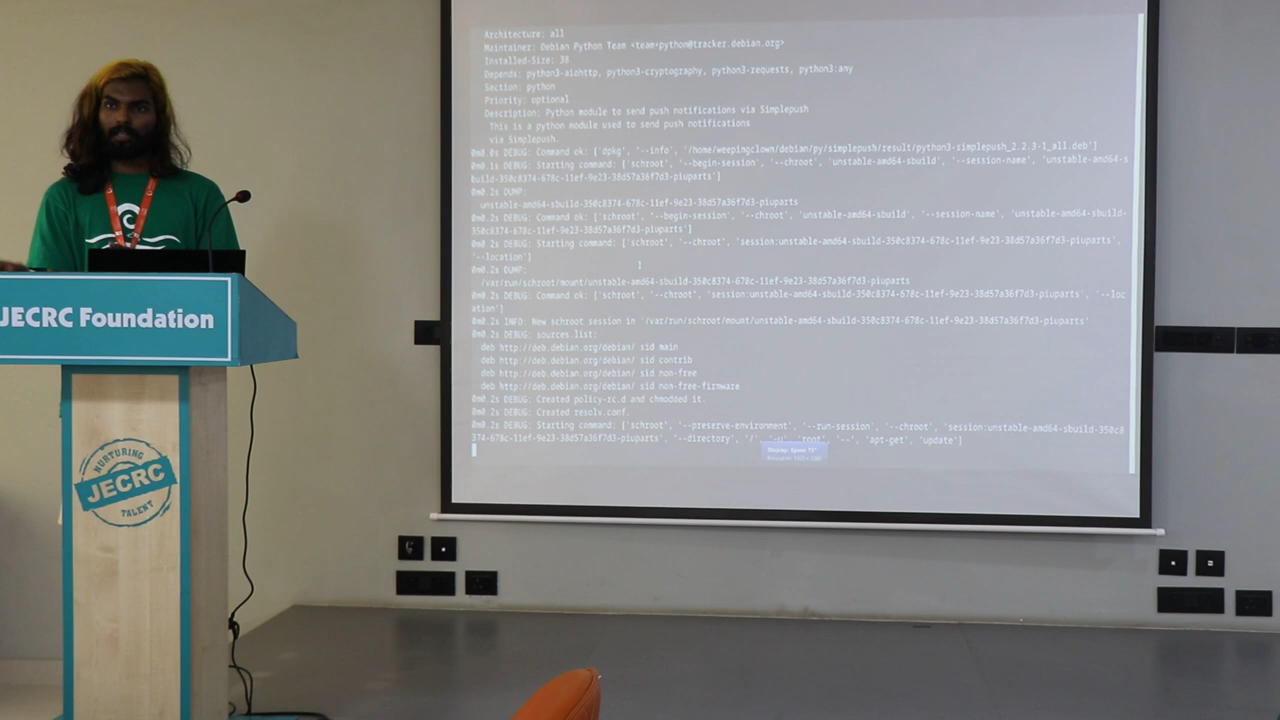 Architecture: all
Maintainer: Debian Python Team <team+python@tracker.debian.org>
Installed-Size: 38
Depends: python3-aiohttp, python3-cryptography, python3-requests, python3:any
Section: python
Priority: optional
Description: Python module to send push notifications via Simplepush
This is a python module used to send push notifications
via Simplepush.
0m0.0s DEBUG: Command ok: ['dpkg', '--info', '/home/weepingclown/debian/py/simplepush/result/python3-simplepush_2.2.3-1_all.deb']
0m0.1s DEBUG: Starting command: ['schroot', '--begin-session', '--chroot', 'unstable-amd64-sbuild', '--session-name', 'unstable-amd64-s
build-350c8374-678c-11ef-9e23-38d57a36f7d3-piuparts']
0m0.2s DUMP:
unstable-amd64-sbuild-350c8374-678c-11ef-9e23-38d57a36f7d3-piuparts
0m0.2s DEBUG: Command ok: ['schroot', '--begin-session', '--chroot', 'unstable-amd64-sbuild', '--session-name', 'unstable-amd64-sbuild-
350c8374-678c-11ef-9e23-38d57a36f7d3-piuparts']
0m0.2s DEBUG: Starting command: ['schroot', '--chroot', 'session:unstable-amd64-sbuild-350c8374-678c-11ef-9e23-38d57a36f7d3-piuparts',
'--location']
0m0.2s DUMP:
/var/run/schroot/mount/unstable-amd64-sbuild-350c8374-678c-11ef-9e23-38d57a36f7d3-piuparts
0m0.2s DEBUG: Command ok: ['schroot', '--chroot', 'session:unstable-amd64-sbuild-350c8374-678c-11ef-9e23-38d57a36f7d3-piuparts', '--loc
ation']
0m0.2s INFO: New schroot session in '/var/run/schroot/mount/unstable-amd64-sbuild-350c8374-678c-11ef-9e23-38d57a36f7d3-piuparts'
0m0.2s DEBUG: sources.list:
deb http://deb.debian.org/debian/ sid main
deb http://deb.debian.org/debian/ sid contrib
deb http://deb.debian.org/debian/ sid non-free
deb http://deb.debian.org/debian/ sid non-free-firmware
0m0.2s DEBUG: Created policy-rc.d and chmodded it.
0m0.2s DEBUG: Created resolv.conf.
0m0.2s DEBUG: Starting command: ['schroot', '--preserve-environment', '--run-session', '--chroot', 'session:unstable-amd64-sbuild-350c8
374-678c-11ef-9e23-38d57a36f7d3-piuparts', '--directory', '/', '-u', 'root', '--', 'apt-get', 'update']
JECRC Foundation
NURTURING
JECRC
TALENT